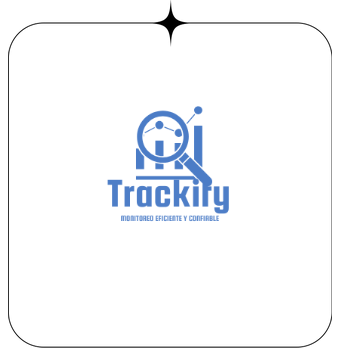 Trackify
MONITOREO EFICIENTE Y CONFIABLE